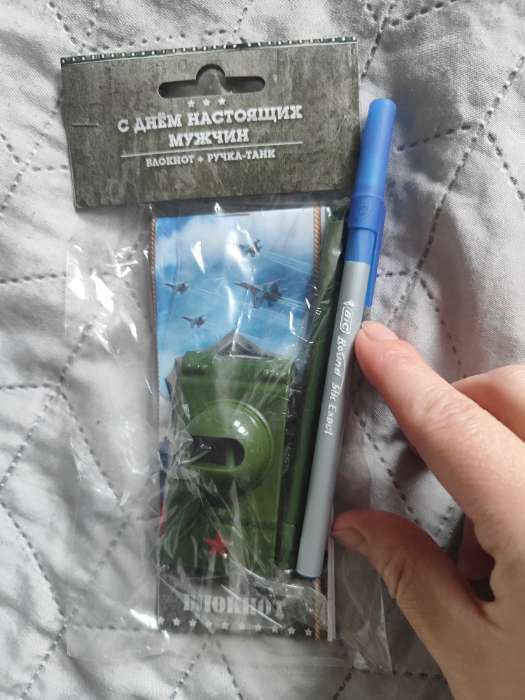 С ДНЁМ НАСТОЯЩИХ
МУЖЧИН
БЛОКНОТ + РУЧКА-ТАНК
BIC Round Stic Exact
БЛОКНОТ